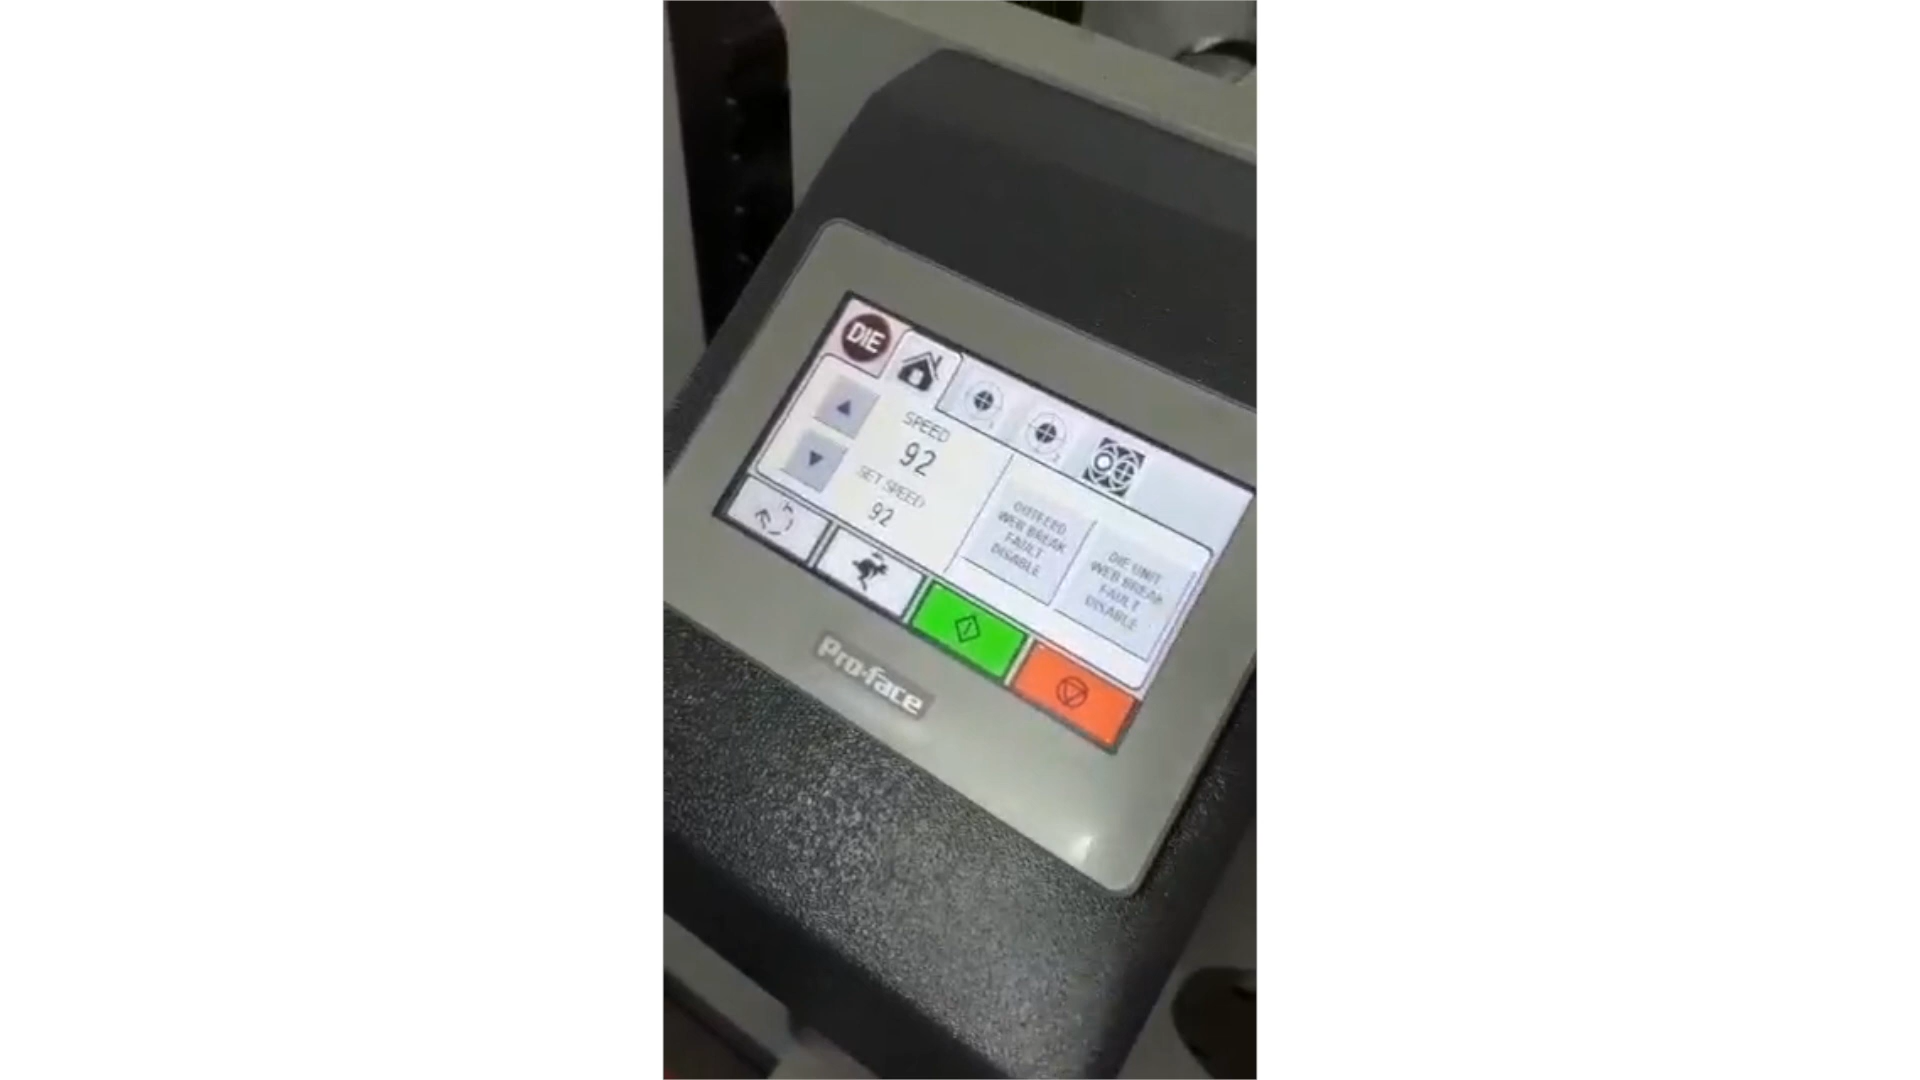 DIE
SPEED
92
SET SPEED
92
OUTFEED
WEB BREAK
FAULT
DISABLE
DIE UNIT
WEB BREAK
FAULT
DISABLE
Pro-face